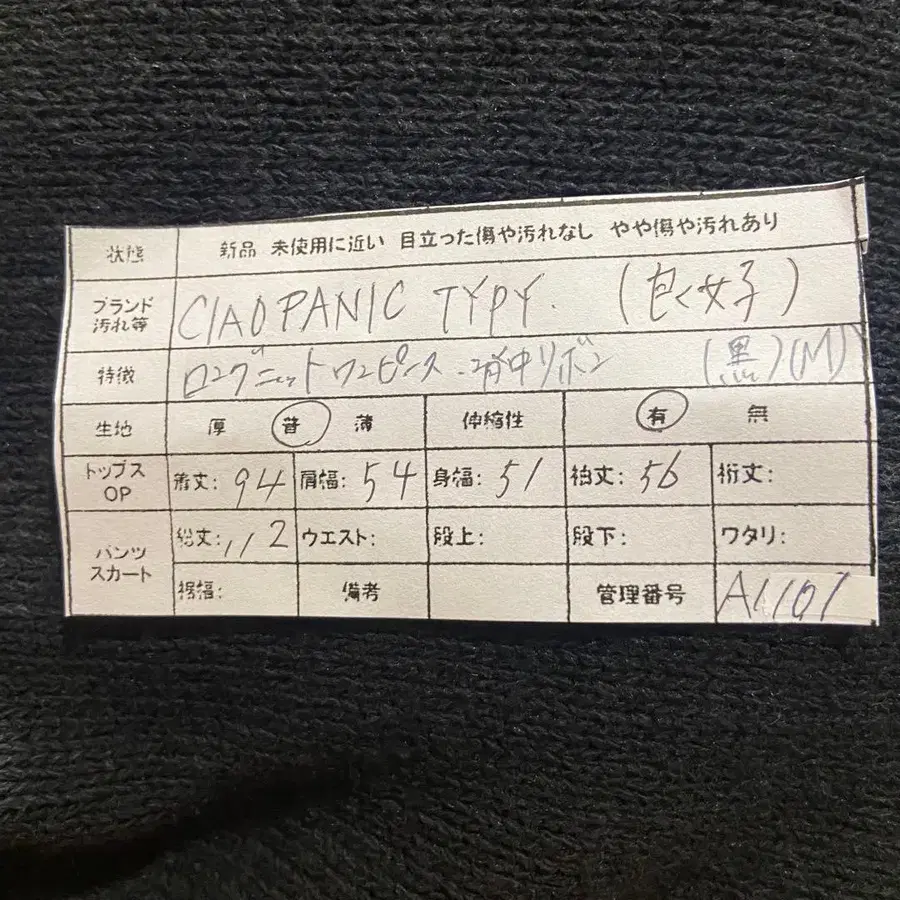 状態 新品 未使用に近い 目立った傷や汚れなし やや傷や汚れあり
ブランド 汚れ等 CIAOPANIC TYPY. (包く女子)
特徴 ロングニットワンピース 背中リボン (黒)(M)
生地 厚 普 薄 伸縮性 有 無
トップス OP 着丈:94 肩幅:54 身幅:51 袖丈:56 裄丈:
パンツ スカート 総丈:112 ウエスト: 股上: 股下: ワタリ:
裾幅: 備考 管理番号 A1101